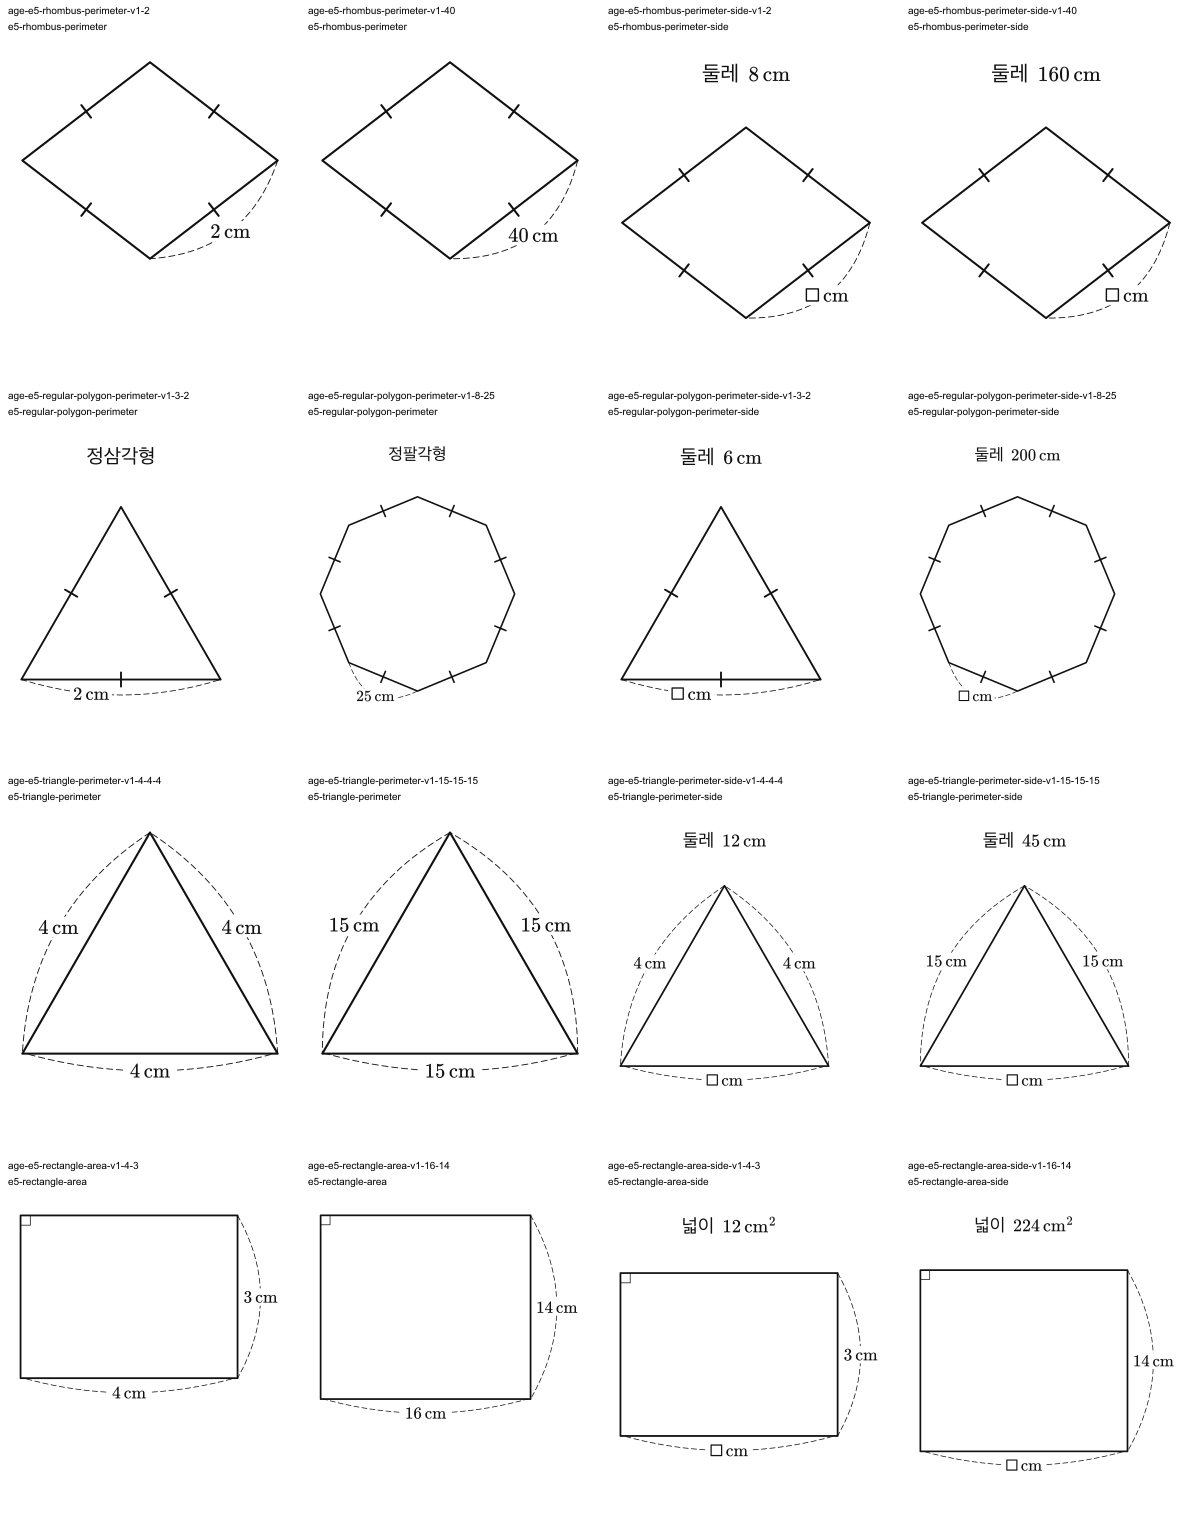 age-e5-rhombus-perimeter-v1-2
e5-rhombus-perimeter
2 cm
age-e5-rhombus-perimeter-v1-40
e5-rhombus-perimeter
40 cm
age-e5-rhombus-perimeter-side-v1-2
e5-rhombus-perimeter-side
둘레 8 cm
□ cm
age-e5-rhombus-perimeter-side-v1-40
e5-rhombus-perimeter-side
둘레 160 cm
□ cm
age-e5-regular-polygon-perimeter-v1-3-2
e5-regular-polygon-perimeter
정삼각형
2 cm
age-e5-regular-polygon-perimeter-v1-8-25
e5-regular-polygon-perimeter
정팔각형
25 cm
age-e5-regular-polygon-perimeter-side-v1-3-2
e5-regular-polygon-perimeter-side
둘레 6 cm
□ cm
age-e5-regular-polygon-perimeter-side-v1-8-25
e5-regular-polygon-perimeter-side
둘레 200 cm
□ cm
age-e5-triangle-perimeter-v1-4-4-4
e5-triangle-perimeter
4 cm
4 cm
4 cm
age-e5-triangle-perimeter-v1-15-15-15
e5-triangle-perimeter
15 cm
15 cm
15 cm
age-e5-triangle-perimeter-side-v1-4-4-4
e5-triangle-perimeter-side
둘레 12 cm
4 cm
4 cm
□ cm
age-e5-triangle-perimeter-side-v1-15-15-15
e5-triangle-perimeter-side
둘레 45 cm
15 cm
15 cm
□ cm
age-e5-rectangle-area-v1-4-3
e5-rectangle-area
3 cm
4 cm
age-e5-rectangle-area-v1-16-14
e5-rectangle-area
14 cm
16 cm
age-e5-rectangle-area-side-v1-4-3
e5-rectangle-area-side
넓이 12 cm²
3 cm
□ cm
age-e5-rectangle-area-side-v1-16-14
e5-rectangle-area-side
넓이 224 cm²
14 cm
□ cm